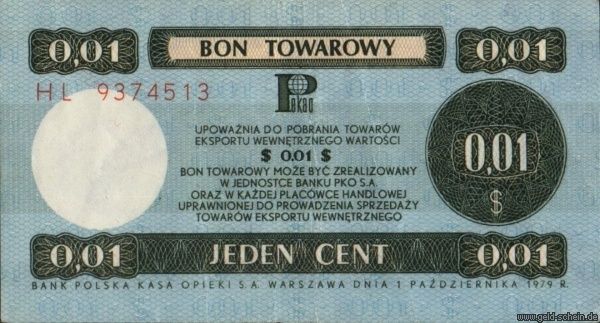 0,01 BON TOWAROWY 0,01
HL 9374513
Pekao
UPOWAŻNIA DO POBRANIA TOWARÓW
EKSPORTU WEWNĘTRZNEGO WARTOŚCI
$ 0.01 $
BON TOWAROWY MOŻE BYĆ ZREALIZOWANY
W JEDNOSTCE BANKU PKO S.A.
ORAZ W KAŻDEJ PLACÓWCE HANDLOWEJ
UPRAWNIONEJ DO PROWADZENIA SPRZEDAŻY
TOWARÓW EKSPORTU WEWNĘTRZNEGO
0,01
$
0,01 JEDEN CENT 0,01
BANK POLSKA KASA OPIEKI S.A. WARSZAWA DNIA 1 PAŹDZIERNIKA 1979 R.
www.geld-schein.de